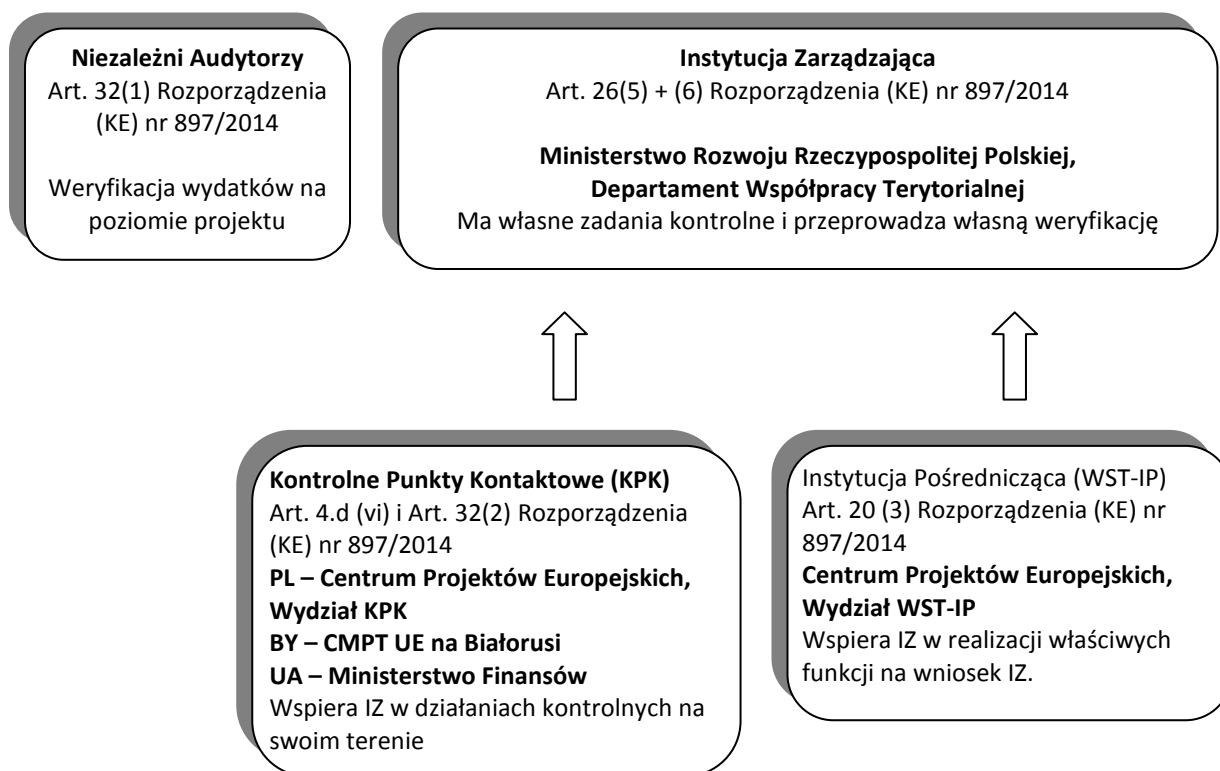 Niezależni Audytorzy
Art. 32(1) Rozporządzenia
(KE) nr 897/2014
Weryfikacja wydatków na
poziomie projektu
Instytucja Zarządzająca
Art. 26(5) + (6) Rozporządzenia (KE) nr 897/2014
Ministerstwo Rozwoju Rzeczypospolitej Polskiej,
Departament Współpracy Terytorialnej
Ma własne zadania kontrolne i przeprowadza własną weryfikację
Kontrolne Punkty Kontaktowe (KPK)
Art. 4.d (vi) i Art. 32(2) Rozporządzenia
(KE) nr 897/2014
PL – Centrum Projektów Europejskich,
Wydział KPK
BY – CMPT UE na Białorusi
UA – Ministerstwo Finansów
Wspiera IZ w działaniach kontrolnych na
swoim terenie
Instytucja Pośrednicząca (WST-IP)
Art. 20 (3) Rozporządzenia (KE) nr
897/2014
Centrum Projektów Europejskich,
Wydział WST-IP
Wspiera IZ w realizacji właściwych
funkcji na wniosek IZ.